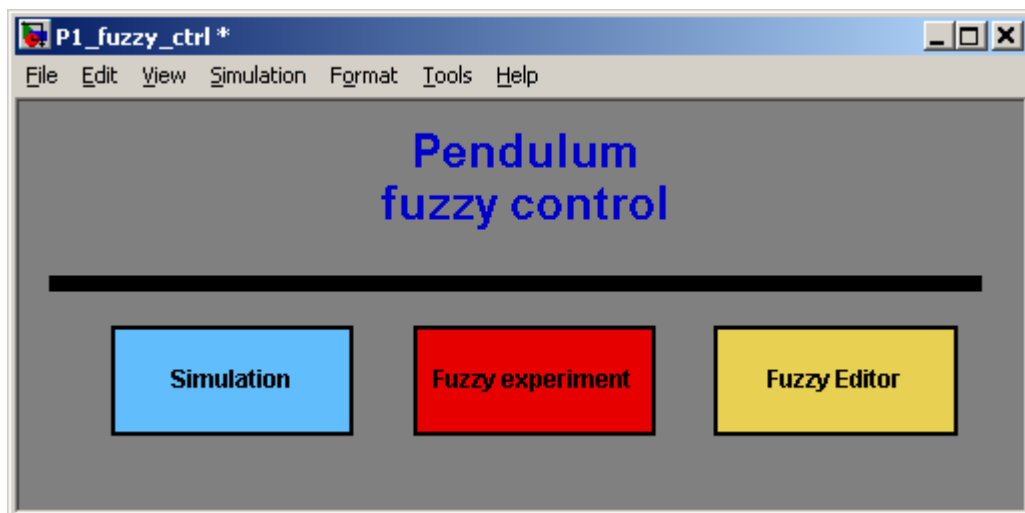 P1_fuzzy_ctrl *
File Edit View Simulation Format Tools Help
Pendulum
fuzzy control
Simulation
Fuzzy experiment
Fuzzy Editor